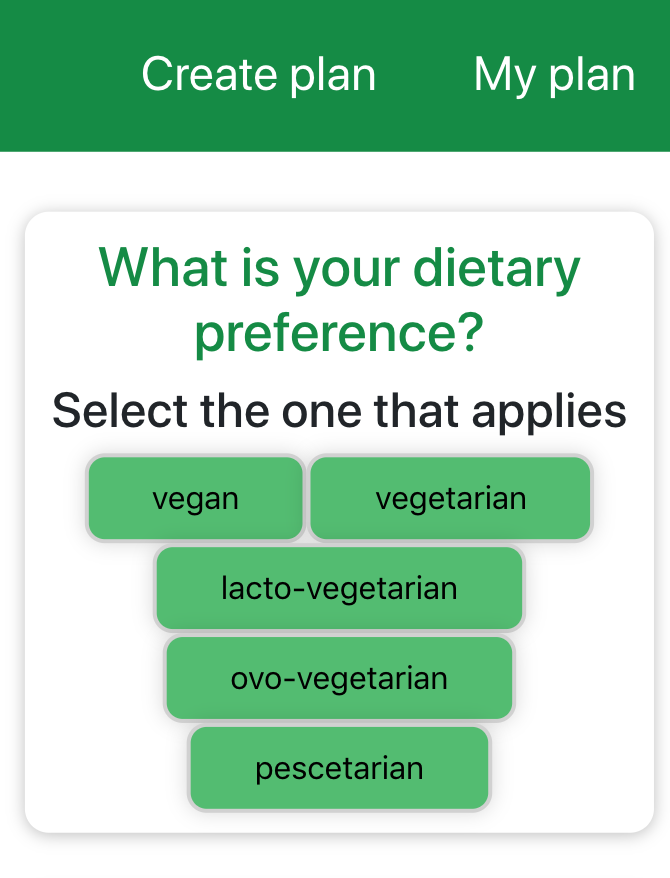 Create plan My plan
What is your dietary
preference?
Select the one that applies
vegan vegetarian
lacto-vegetarian
ovo-vegetarian
pescetarian